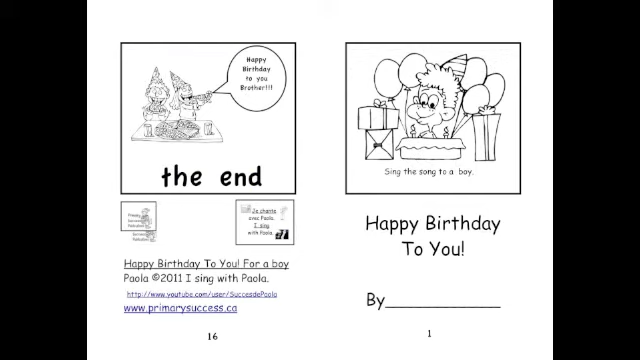 Happy
Birthday
to you
Brother!!!
the end
Je chante
avec Paola.
I sing
with Paola.
Happy Birthday To You! For a boy
Paola ©2011 I sing with Paola.
http://www.youtube.com/user/SuccesdePaola
www.primarysuccess.ca
16
Sing the song to a boy.
Happy Birthday
To You!
By____________
1